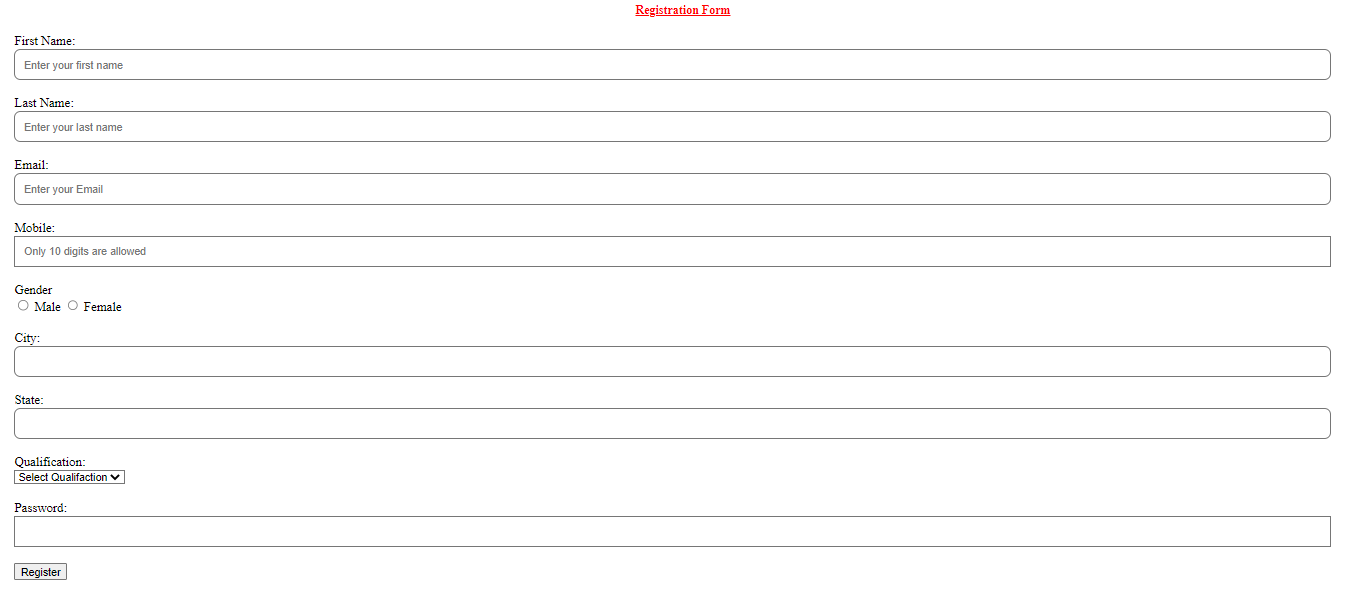 Registration Form
First Name:
Enter your first name
Last Name:
Enter your last name
Email:
Enter your Email
Mobile:
Only 10 digits are allowed
Gender
Male Female
City:
State:
Qualification:
Select Qualifaction
Password:
Register